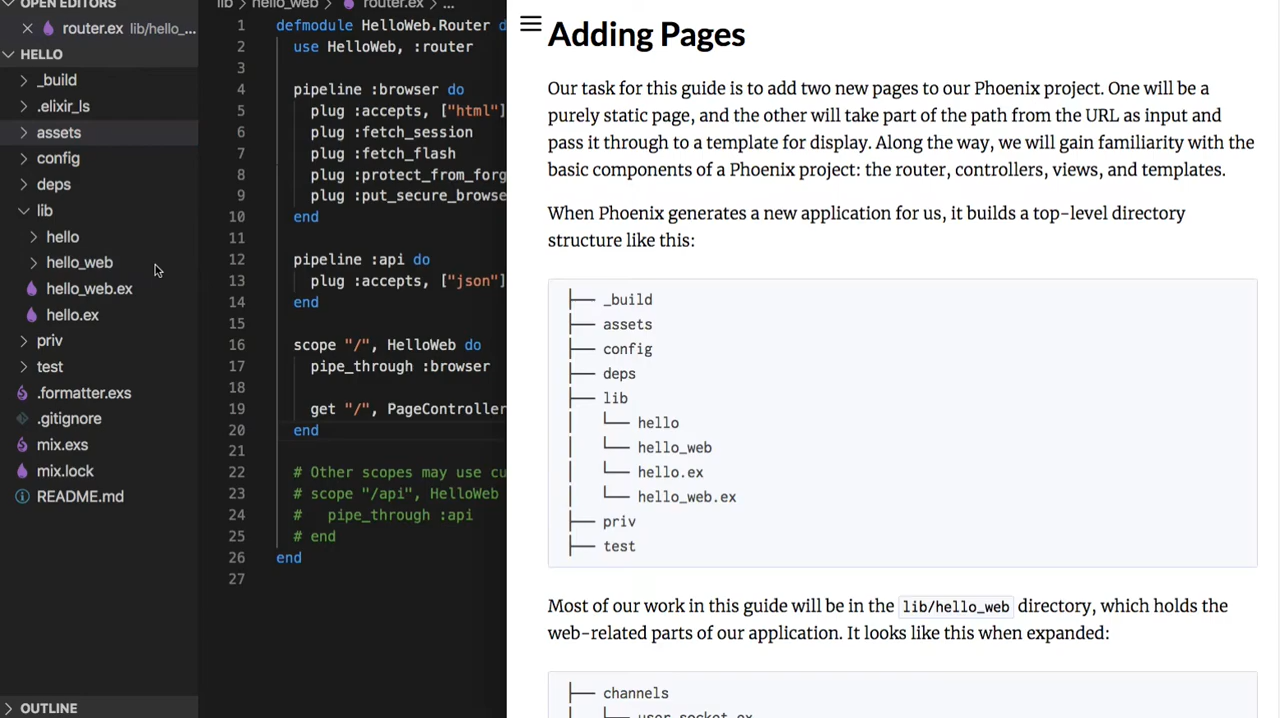 OPEN EDITORS
router.ex lib/hello_...
HELLO
_build
.elixir_ls
assets
config
deps
lib
hello
hello_web
hello_web.ex
hello.ex
priv
test
.formatter.exs
.gitignore
mix.exs
mix.lock
README.md
OUTLINE
lib > hello_web > router.ex > ...
1 defmodule HelloWeb.Router d
2 use HelloWeb, :router
3
4 pipeline :browser do
5 plug :accepts, ["html"]
6 plug :fetch_session
7 plug :fetch_flash
8 plug :protect_from_forg
9 plug :put_secure_browse
10 end
11
12 pipeline :api do
13 plug :accepts, ["json"]
14 end
15
16 scope "/", HelloWeb do
17 pipe_through :browser
18
19 get "/", PageController
20 end
21
22 # Other scopes may use cu
23 # scope "/api", HelloWeb
24 # pipe_through :api
25 # end
26 end
27
Adding Pages
Our task for this guide is to add two new pages to our Phoenix project. One will be a
purely static page, and the other will take part of the path from the URL as input and
pass it through to a template for display. Along the way, we will gain familiarity with the
basic components of a Phoenix project: the router, controllers, views, and templates.
When Phoenix generates a new application for us, it builds a top-level directory
structure like this:
├── _build
├── assets
├── config
├── deps
├── lib
│   └── hello
│   └── hello_web
│   └── hello.ex
│   └── hello_web.ex
├── priv
├── test
Most of our work in this guide will be in the lib/hello_web directory, which holds the
web-related parts of our application. It looks like this when expanded:
├── channels
│   └── user_socket.ex